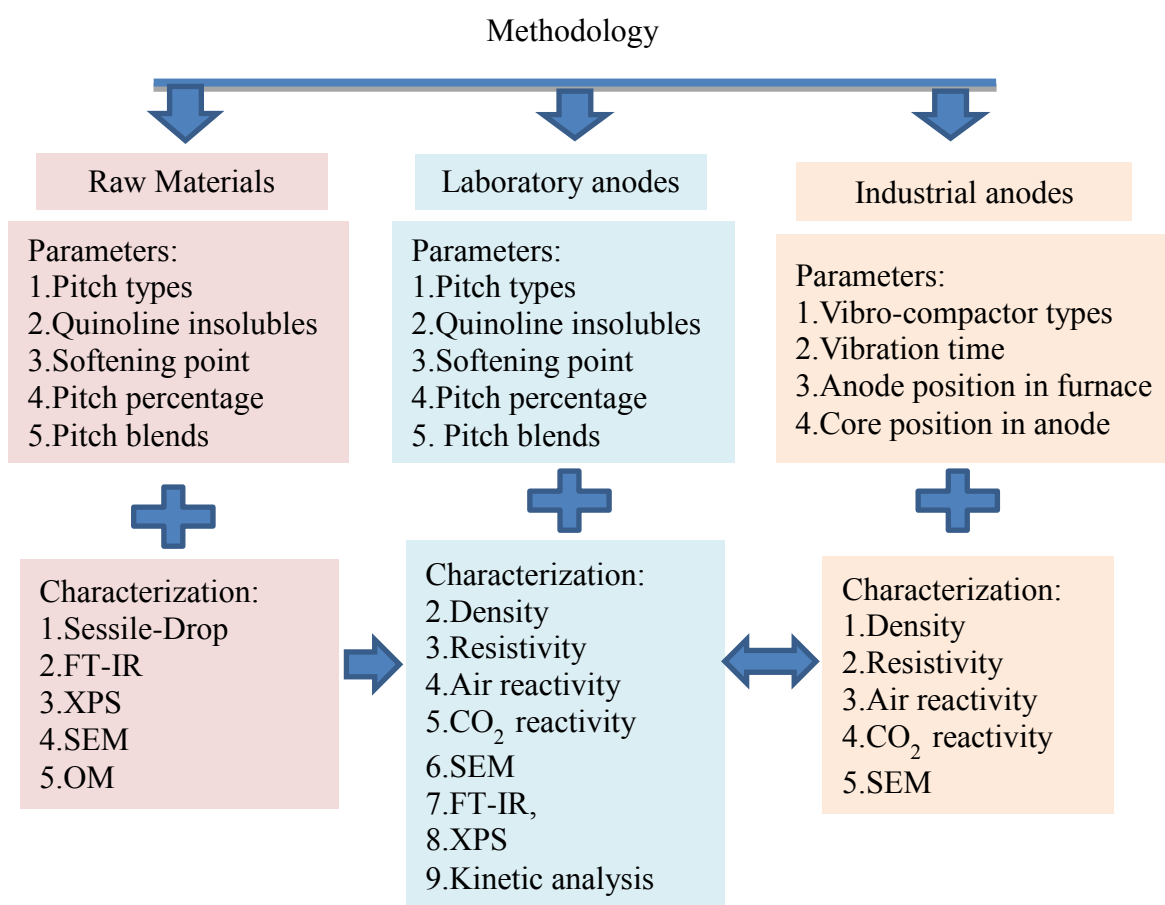 Methodology
Raw Materials
Parameters:
1.Pitch types
2.Quinoline insolubles
3.Softening point
4.Pitch percentage
5.Pitch blends
Characterization:
1.Sessile-Drop
2.FT-IR
3.XPS
4.SEM
5.OM
Laboratory anodes
Parameters:
1.Pitch types
2.Quinoline insolubles
3.Softening point
4.Pitch percentage
5. Pitch blends
Characterization:
2.Density
3.Resistivity
4.Air reactivity
5.CO₂ reactivity
6.SEM
7.FT-IR,
8.XPS
9.Kinetic analysis
Industrial anodes
Parameters:
1.Vibro-compactor types
2.Vibration time
3.Anode position in furnace
4.Core position in anode
Characterization:
1.Density
2.Resistivity
3.Air reactivity
4.CO₂ reactivity
5.SEM